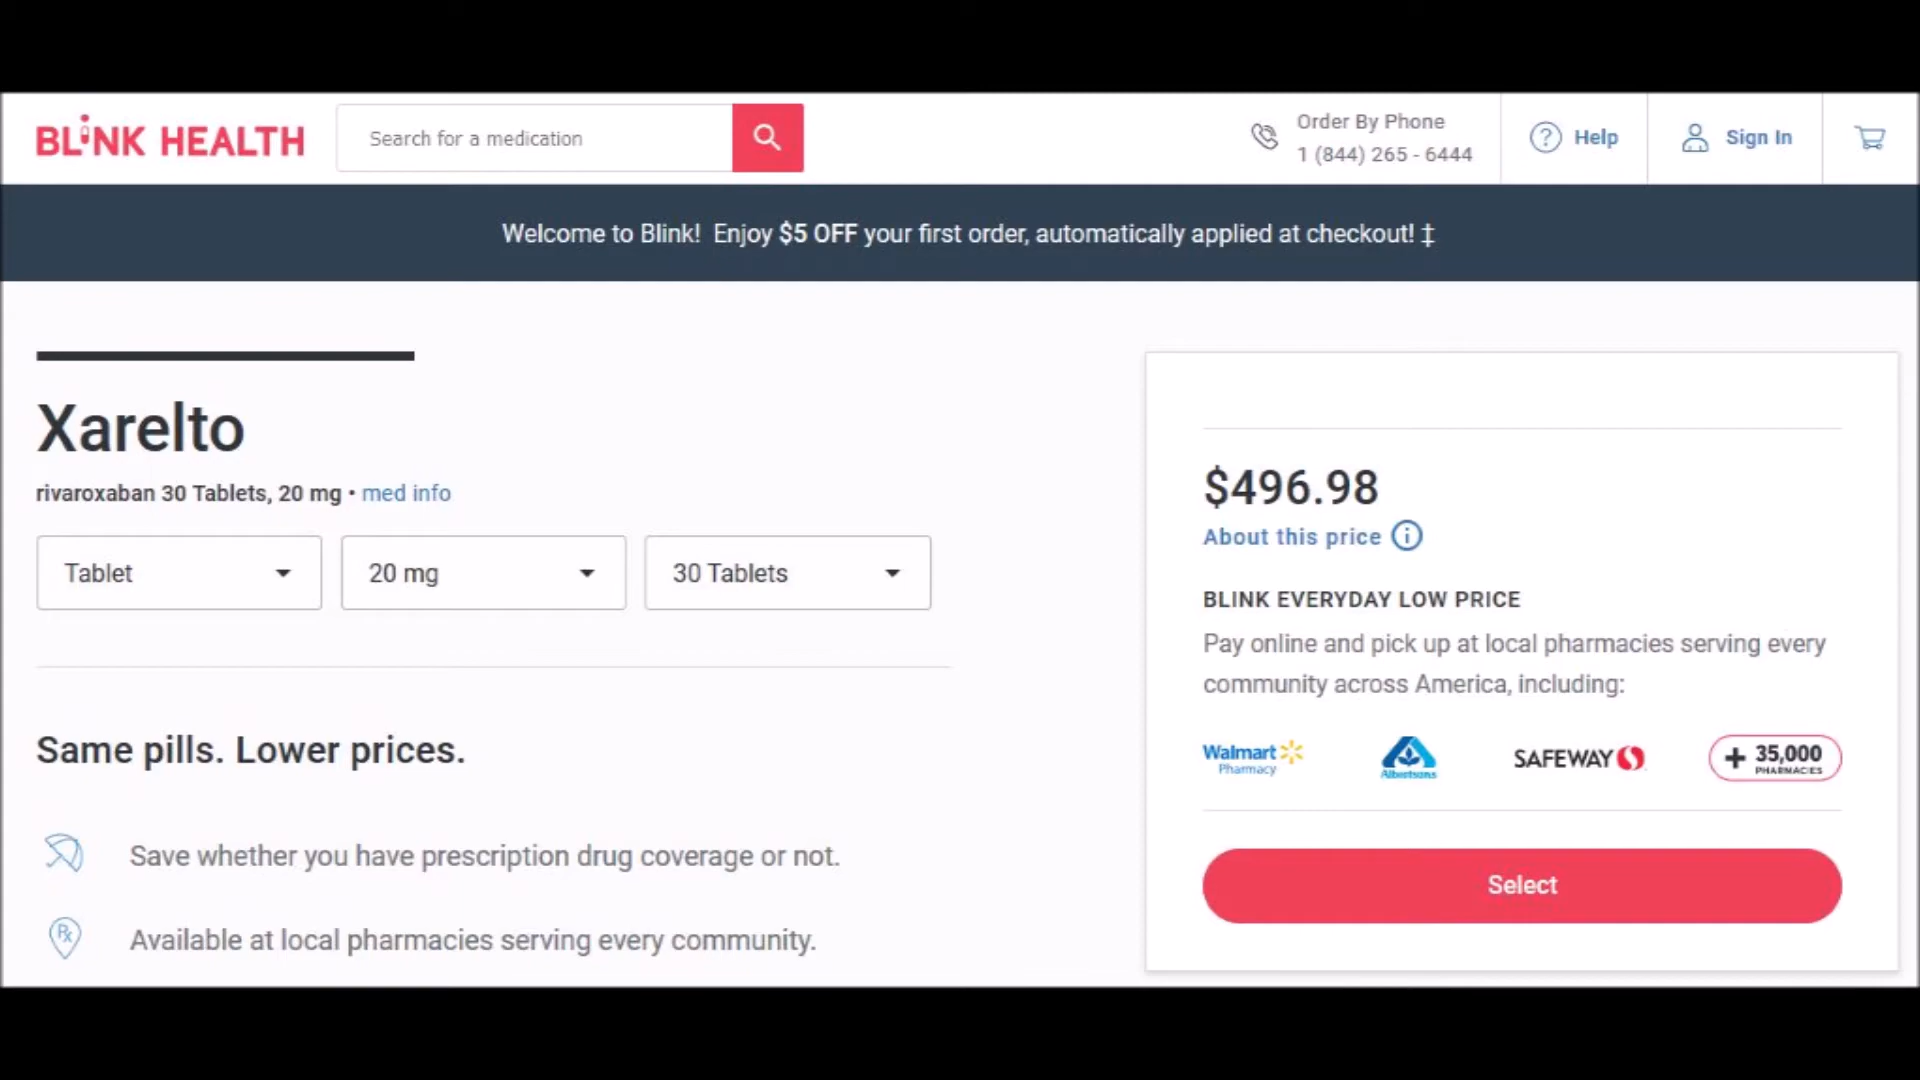 BLINK HEALTH
Search for a medication
Order By Phone
1 (844) 265 - 6444
Help
Sign In
Welcome to Blink!  Enjoy $5 OFF your first order, automatically applied at checkout! ‡
Xarelto
rivaroxaban 30 Tablets, 20 mg • med info
Tablet
20 mg
30 Tablets
Same pills. Lower prices.
Save whether you have prescription drug coverage or not.
Rx
Available at local pharmacies serving every community.
$496.98
About this price
BLINK EVERYDAY LOW PRICE
Pay online and pick up at local pharmacies serving every
community across America, including:
Walmart
Pharmacy
Albertsons
SAFEWAY
+ 35,000
PHARMACIES
Select